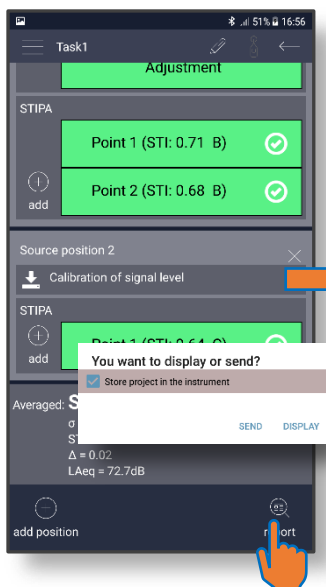 51% 16:56
Task1
Adjustment
STIPA
Point 1 (STI: 0.71 B)
Point 2 (STI: 0.68 B)
add
Source position 2
Calibration of signal level
STIPA
add
You want to display or send?
Store project in the instrument
SEND DISPLAY
Averaged: S
σ
Δ = 0.02
LAeq = 72.7dB
add position